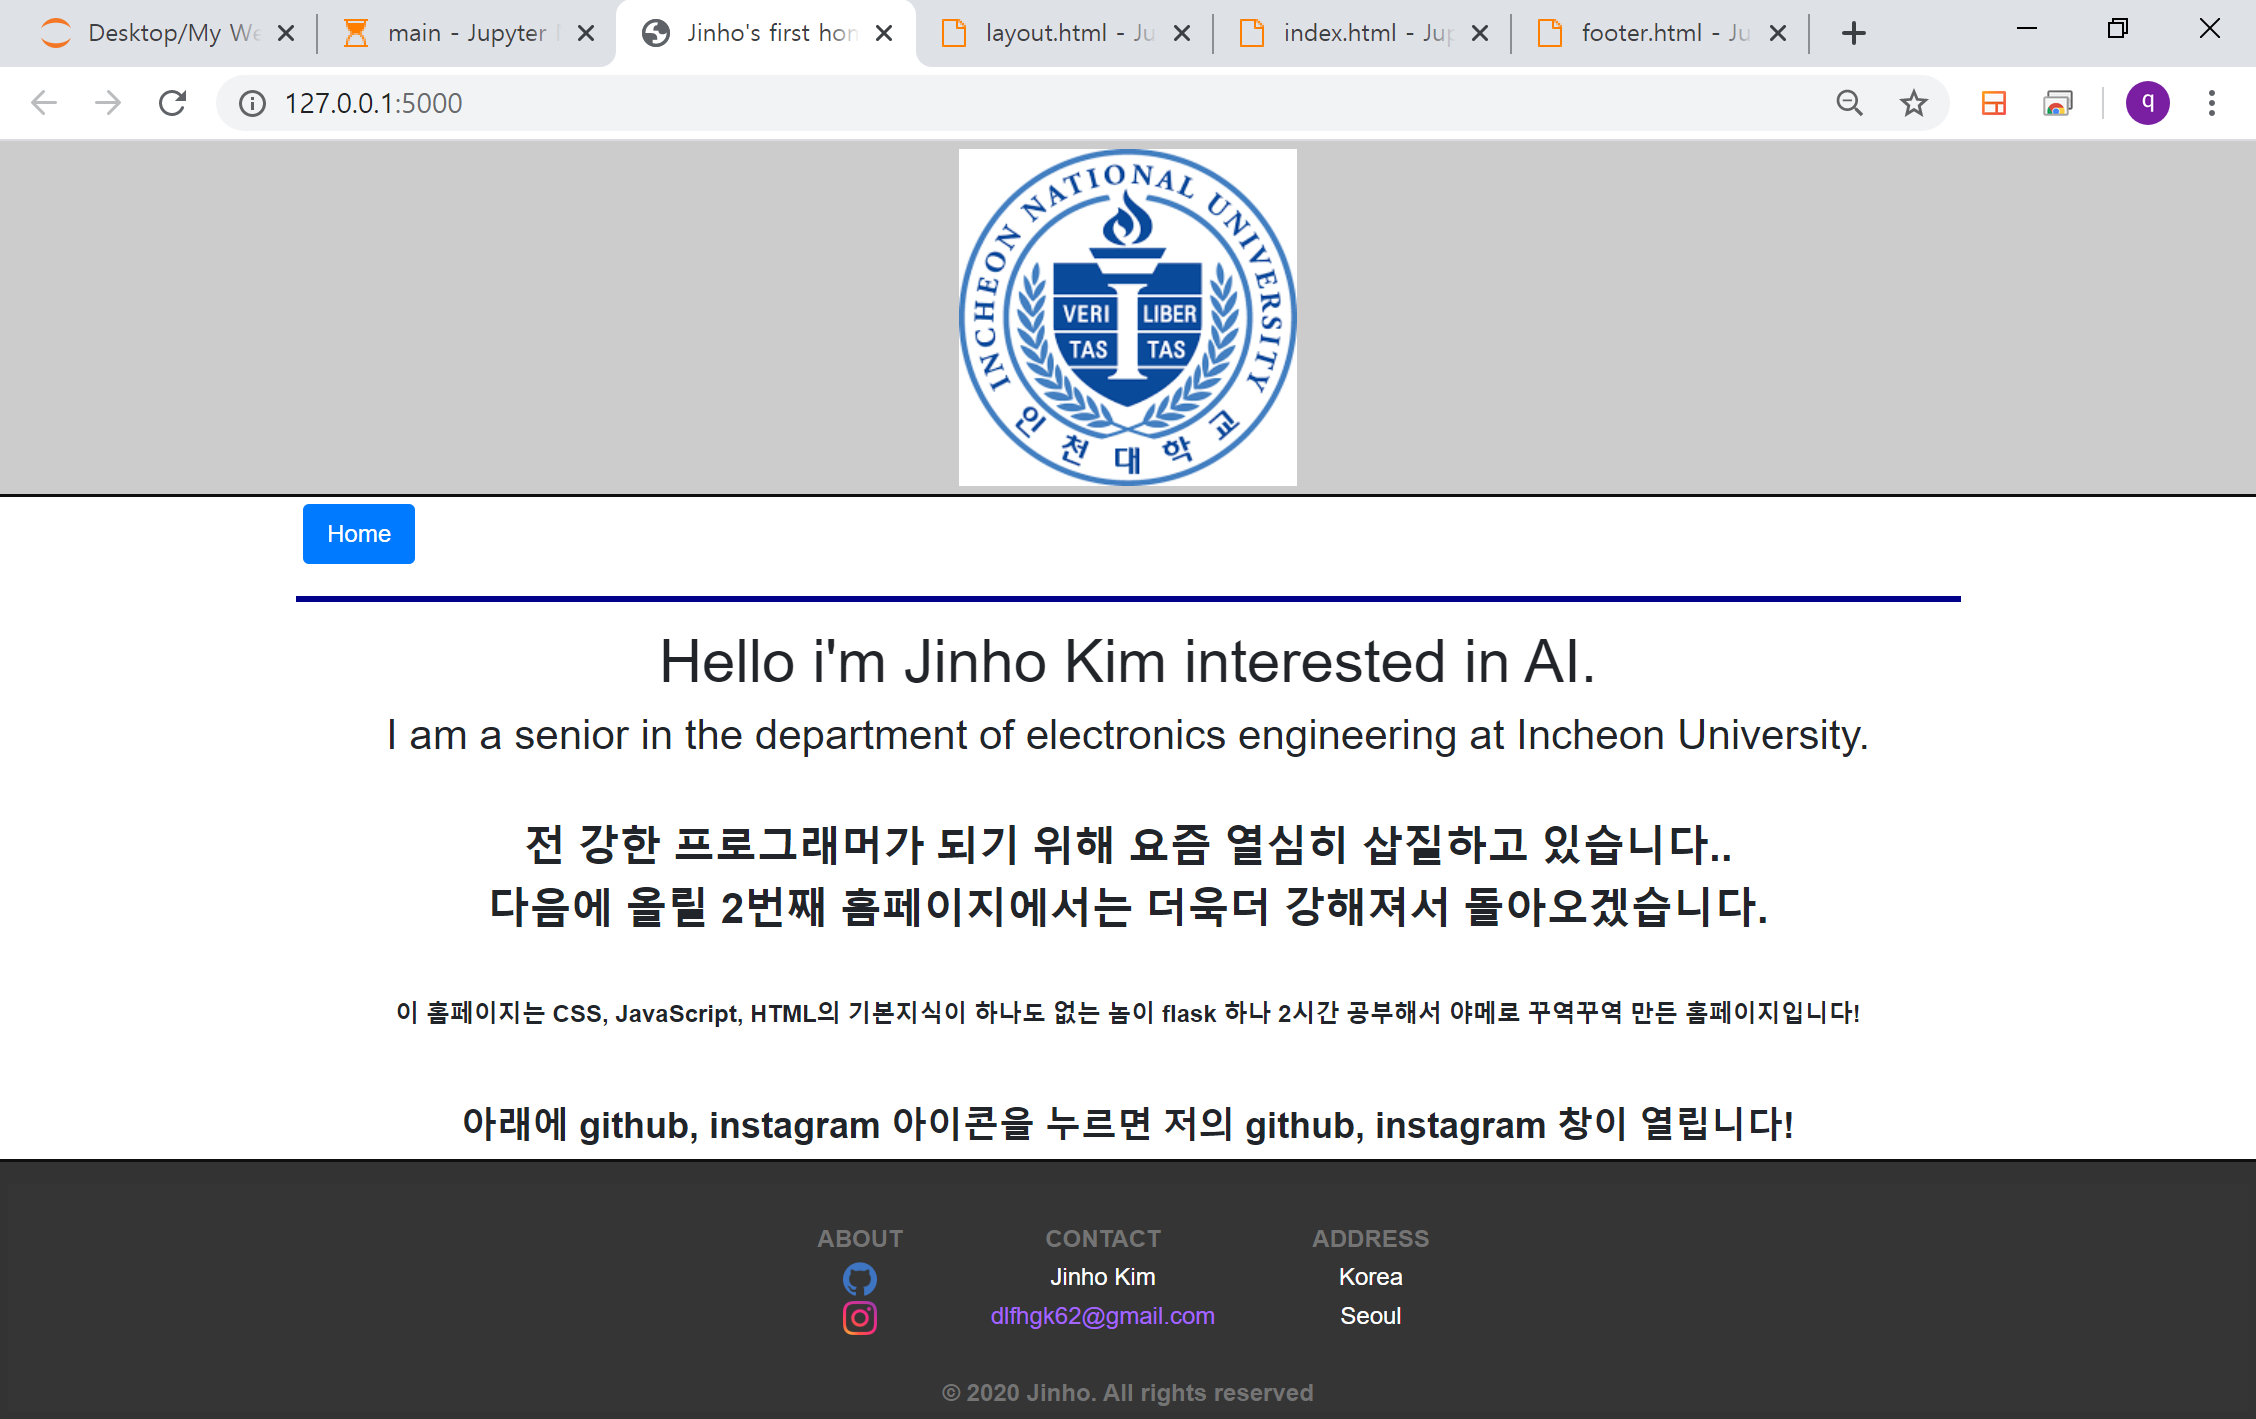 Desktop/My We
main - Jupyter
Jinho's first hom
layout.html - Ju
index.html - Jup
footer.html - Ju
127.0.0.1:5000
q
INCHEON NATIONAL UNIVERSITY
VERI LIBER
TAS TAS
인천대학교
Home
Hello i'm Jinho Kim interested in AI.
I am a senior in the department of electronics engineering at Incheon University.
전 강한 프로그래머가 되기 위해 요즘 열심히 삽질하고 있습니다..
다음에 올릴 2번째 홈페이지에서는 더욱더 강해져서 돌아오겠습니다.
이 홈페이지는 CSS, JavaScript, HTML의 기본지식이 하나도 없는 놈이 flask 하나 2시간 공부해서 야메로 꾸역꾸역 만든 홈페이지입니다!
아래에 github, instagram 아이콘을 누르면 저의 github, instagram 창이 열립니다!
ABOUT
CONTACT
Jinho Kim
dlfhgk62@gmail.com
ADDRESS
Korea
Seoul
© 2020 Jinho. All rights reserved